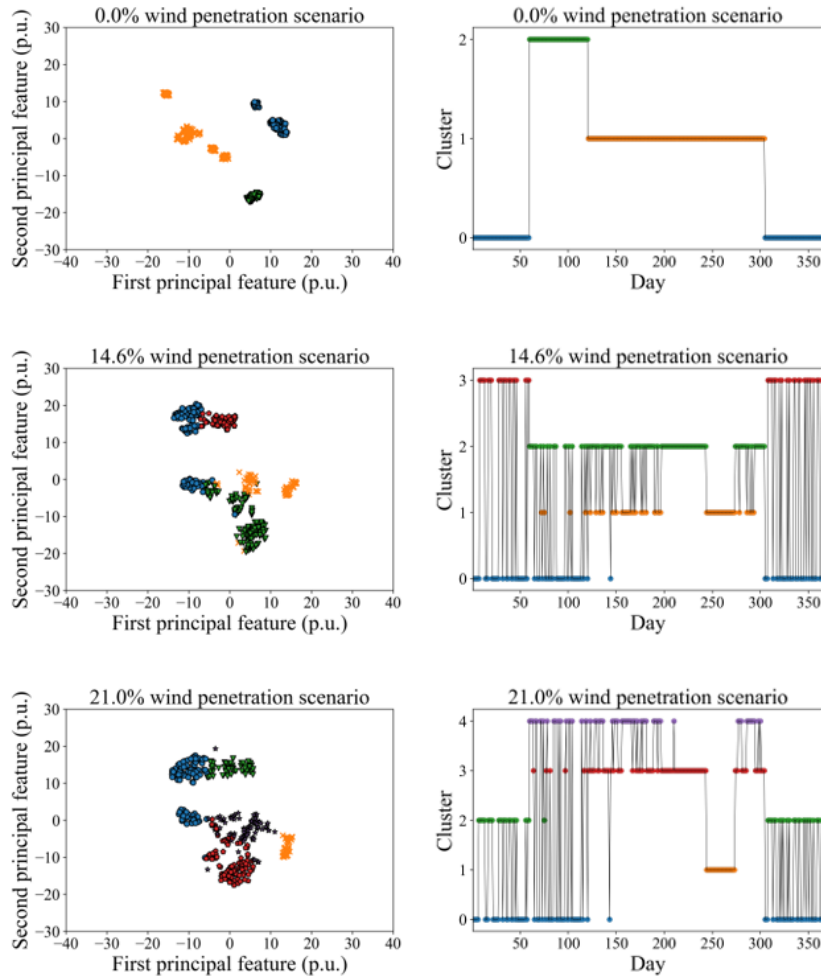 0.0% wind penetration scenario
Second principal feature (p.u.)
30
20
10
0
−10
−20
−30
−40 −30 −20 −10 0 10 20 30 40
First principal feature (p.u.)
0.0% wind penetration scenario
Cluster
2
1
0
50 100 150 200 250 300 350
Day
14.6% wind penetration scenario
Second principal feature (p.u.)
30
20
10
0
−10
−20
−30
−40 −30 −20 −10 0 10 20 30 40
First principal feature (p.u.)
14.6% wind penetration scenario
Cluster
3
2
1
0
50 100 150 200 250 300 350
Day
21.0% wind penetration scenario
Second principal feature (p.u.)
30
20
10
0
−10
−20
−30
−40 −30 −20 −10 0 10 20 30 40
First principal feature (p.u.)
21.0% wind penetration scenario
Cluster
4
3
2
1
0
50 100 150 200 250 300 350
Day